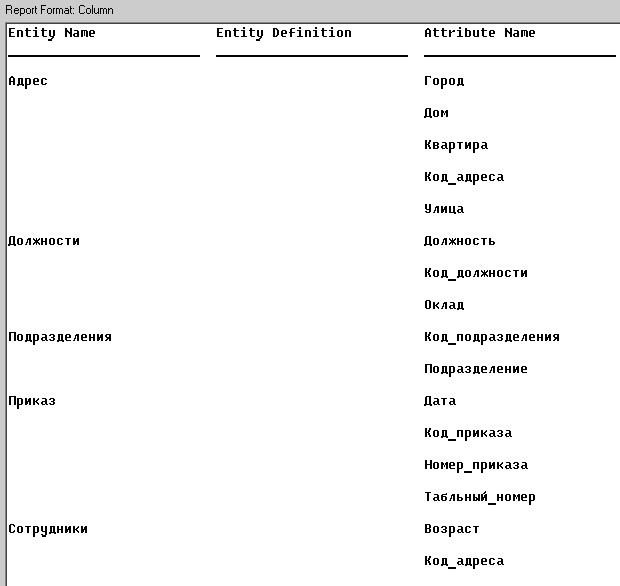 Report Format: Column
Entity Name Entity Definition Attribute Name
Адрес Город
Дом
Квартира
Код_адреса
Улица
Должности Должность
Код_должности
Оклад
Подразделения Код_подразделения
Подразделение
Приказ Дата
Код_приказа
Номер_приказа
Табльный_номер
Сотрудники Возраст
Код_адреса